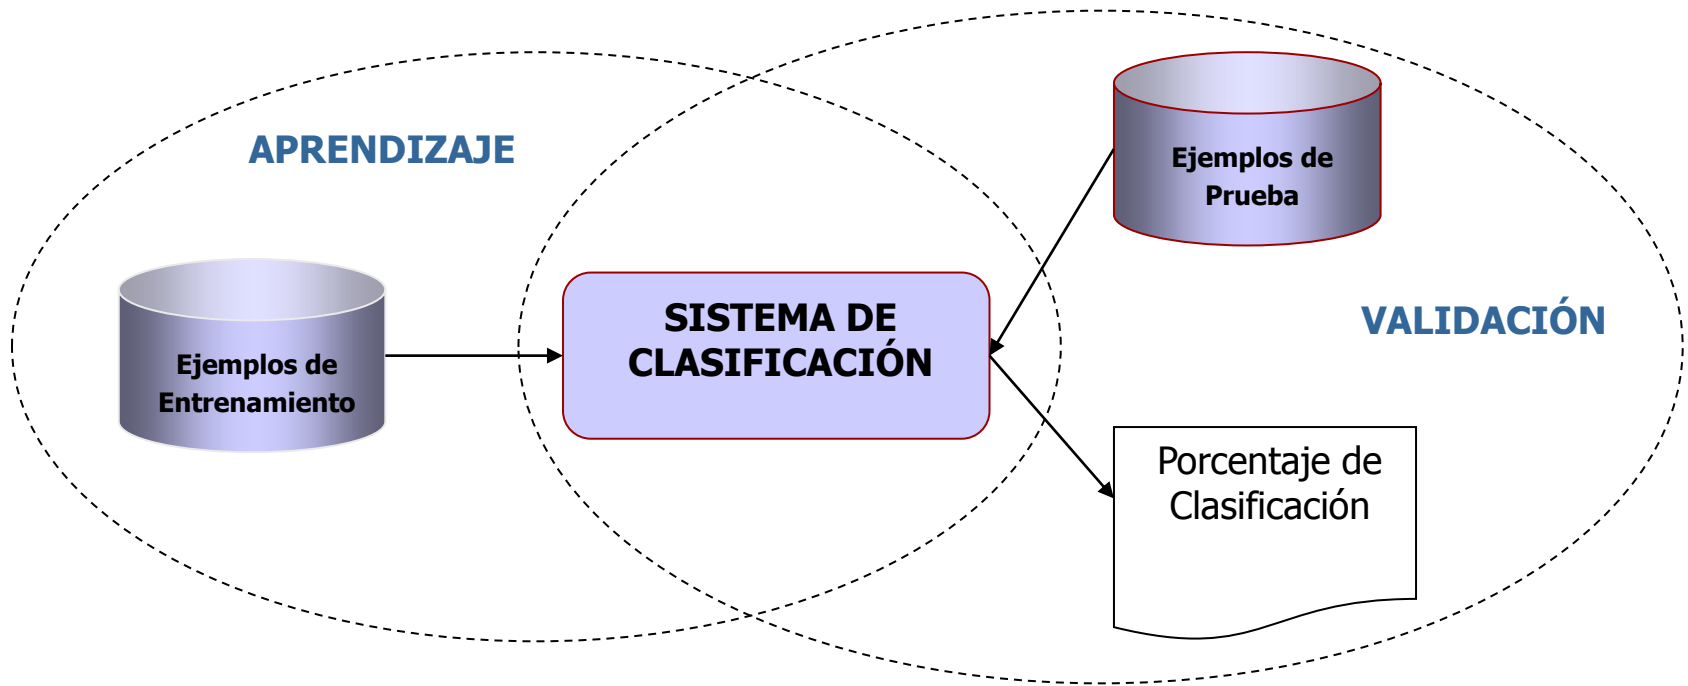 APRENDIZAJE
Ejemplos de
Entrenamiento
SISTEMA DE
CLASIFICACIÓN
Ejemplos de
Prueba
VALIDACIÓN
Porcentaje de
Clasificación